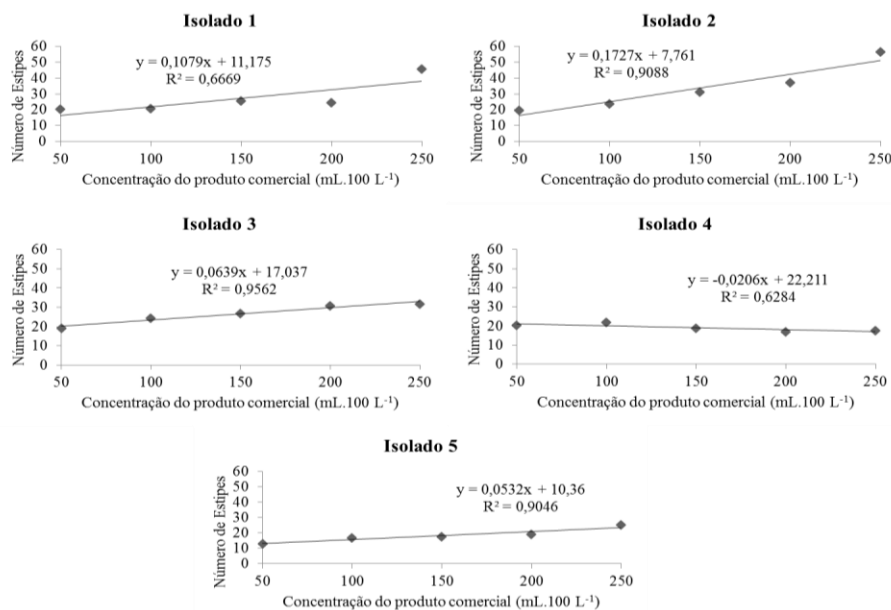 Isolado 1
y = 0,1079x + 11,175
R² = 0,6669
Número de Estipes
60
50
40
30
20
10
0
50 100 150 200 250
Concentração do produto comercial (mL.100 L⁻¹)
Isolado 2
y = 0,1727x + 7,761
R² = 0,9088
Número de Estipes
60
50
40
30
20
10
0
50 100 150 200 250
Concentração do produto comercial (mL.100 L⁻¹)
Isolado 3
y = 0,0639x + 17,037
R² = 0,9562
Número de Estipes
60
50
40
30
20
10
0
50 100 150 200 250
Concentração do produto comercial (mL.100 L⁻¹)
Isolado 4
y = -0,0206x + 22,211
R² = 0,6284
Número de Estipes
60
50
40
30
20
10
0
50 100 150 200 250
Concentração do produto comercial (mL.100 L⁻¹)
Isolado 5
y = 0,0532x + 10,36
R² = 0,9046
Número de Estipes
60
50
40
30
20
10
0
50 100 150 200 250
Concentração do produto comercial (mL.100 L⁻¹)